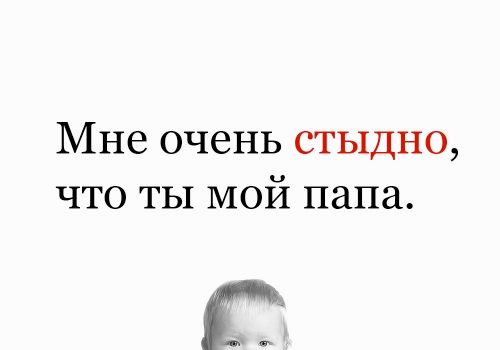 Мне очень стыдно,
что ты мой папа.